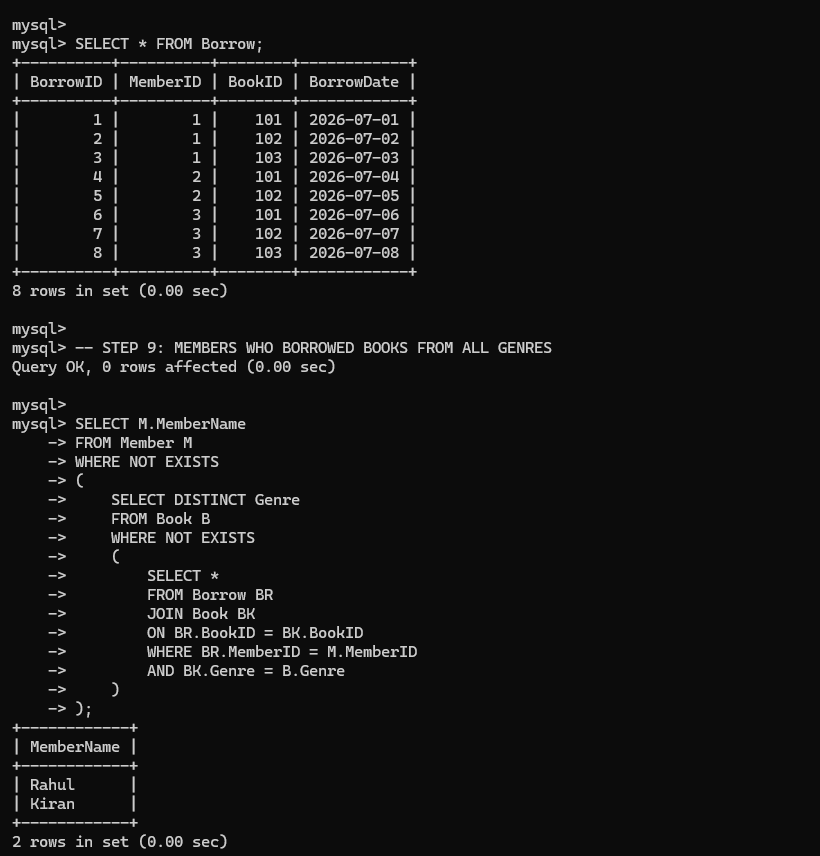 mysql>
mysql> SELECT * FROM Borrow;
+----------+----------+--------+------------+
| BorrowID | MemberID | BookID | BorrowDate |
+----------+----------+--------+------------+
|        1 |        1 |    101 | 2026-07-01 |
|        2 |        1 |    102 | 2026-07-02 |
|        3 |        1 |    103 | 2026-07-03 |
|        4 |        2 |    101 | 2026-07-04 |
|        5 |        2 |    102 | 2026-07-05 |
|        6 |        3 |    101 | 2026-07-06 |
|        7 |        3 |    102 | 2026-07-07 |
|        8 |        3 |    103 | 2026-07-08 |
+----------+----------+--------+------------+
8 rows in set (0.00 sec)

mysql>
mysql> -- STEP 9: MEMBERS WHO BORROWED BOOKS FROM ALL GENRES
Query OK, 0 rows affected (0.00 sec)

mysql>
mysql> SELECT M.MemberName
    -> FROM Member M
    -> WHERE NOT EXISTS
    -> (
    ->     SELECT DISTINCT Genre
    ->     FROM Book B
    ->     WHERE NOT EXISTS
    ->     (
    ->         SELECT *
    ->         FROM Borrow BR
    ->         JOIN Book BK
    ->         ON BR.BookID = BK.BookID
    ->         WHERE BR.MemberID = M.MemberID
    ->         AND BK.Genre = B.Genre
    ->     )
    -> );
+------------+
| MemberName |
+------------+
| Rahul      |
| Kiran      |
+------------+
2 rows in set (0.00 sec)